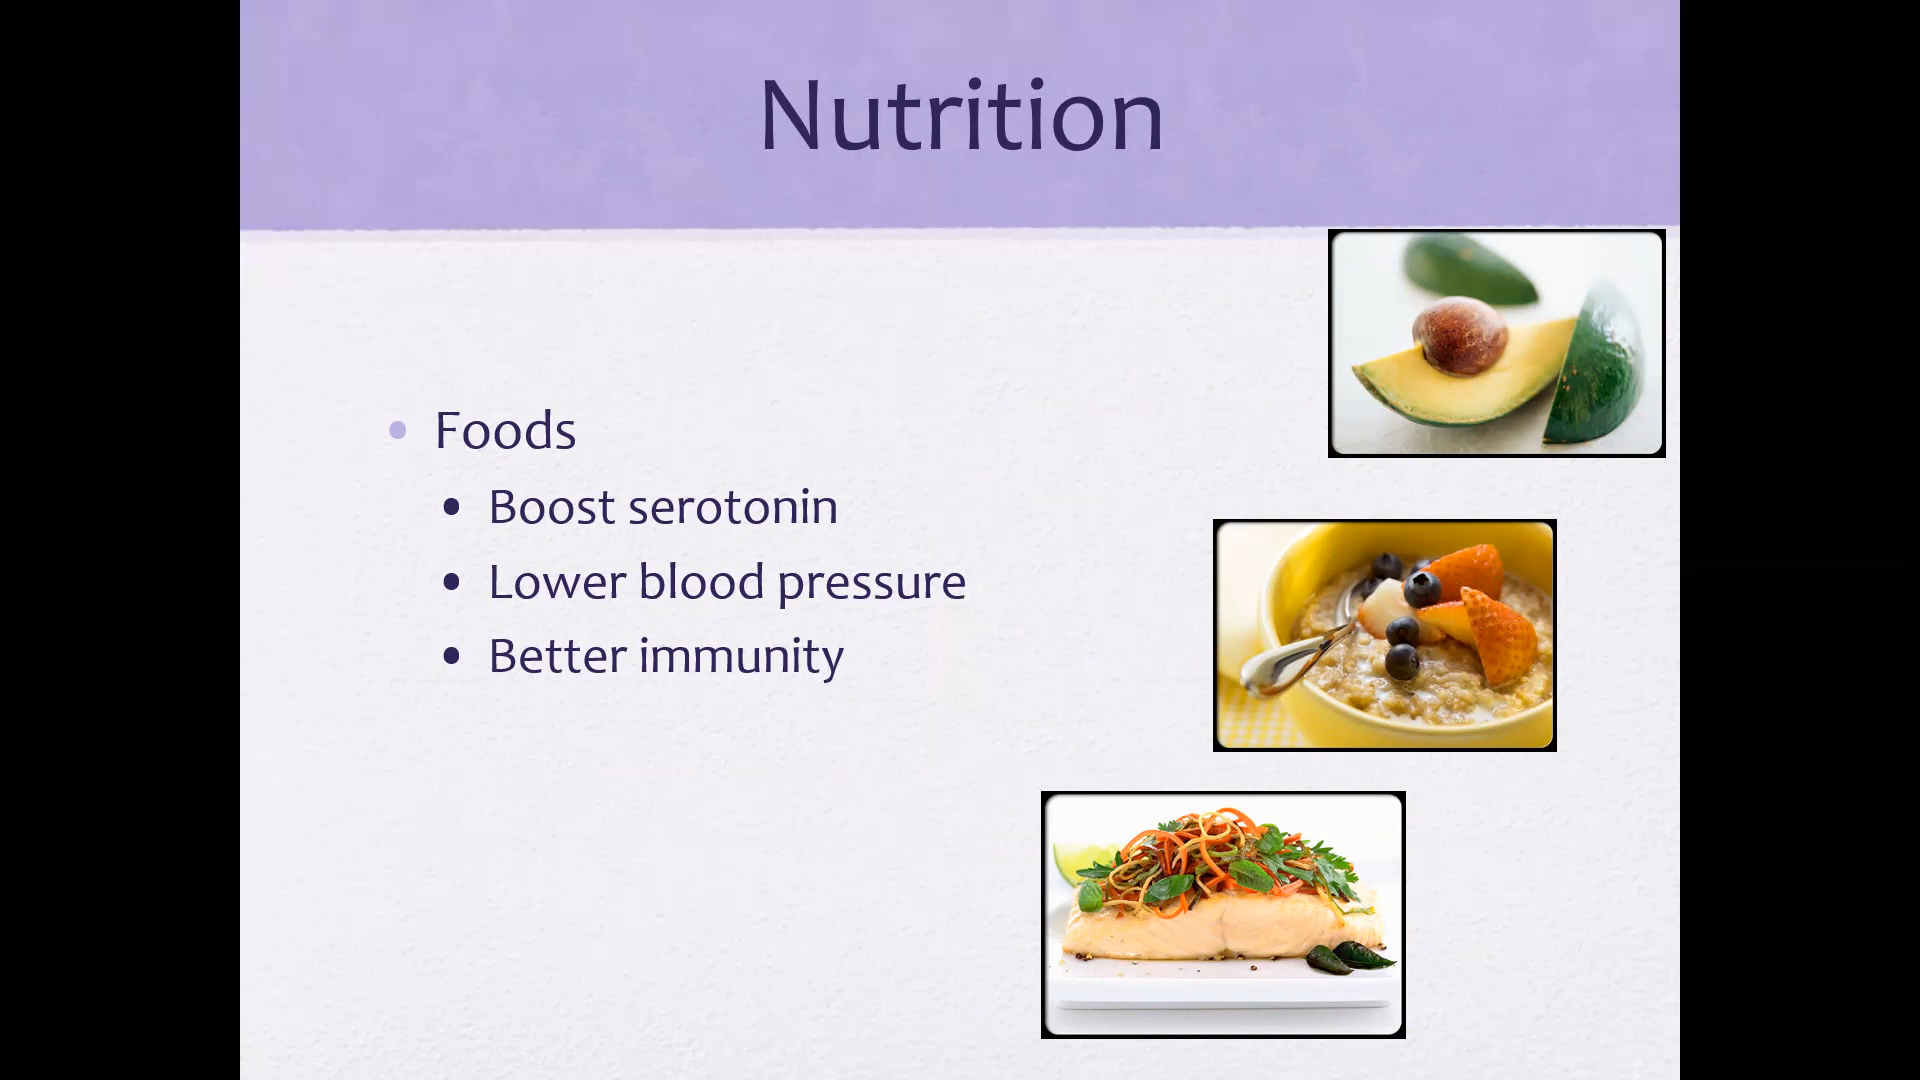 Nutrition
Foods
Boost serotonin
Lower blood pressure
Better immunity